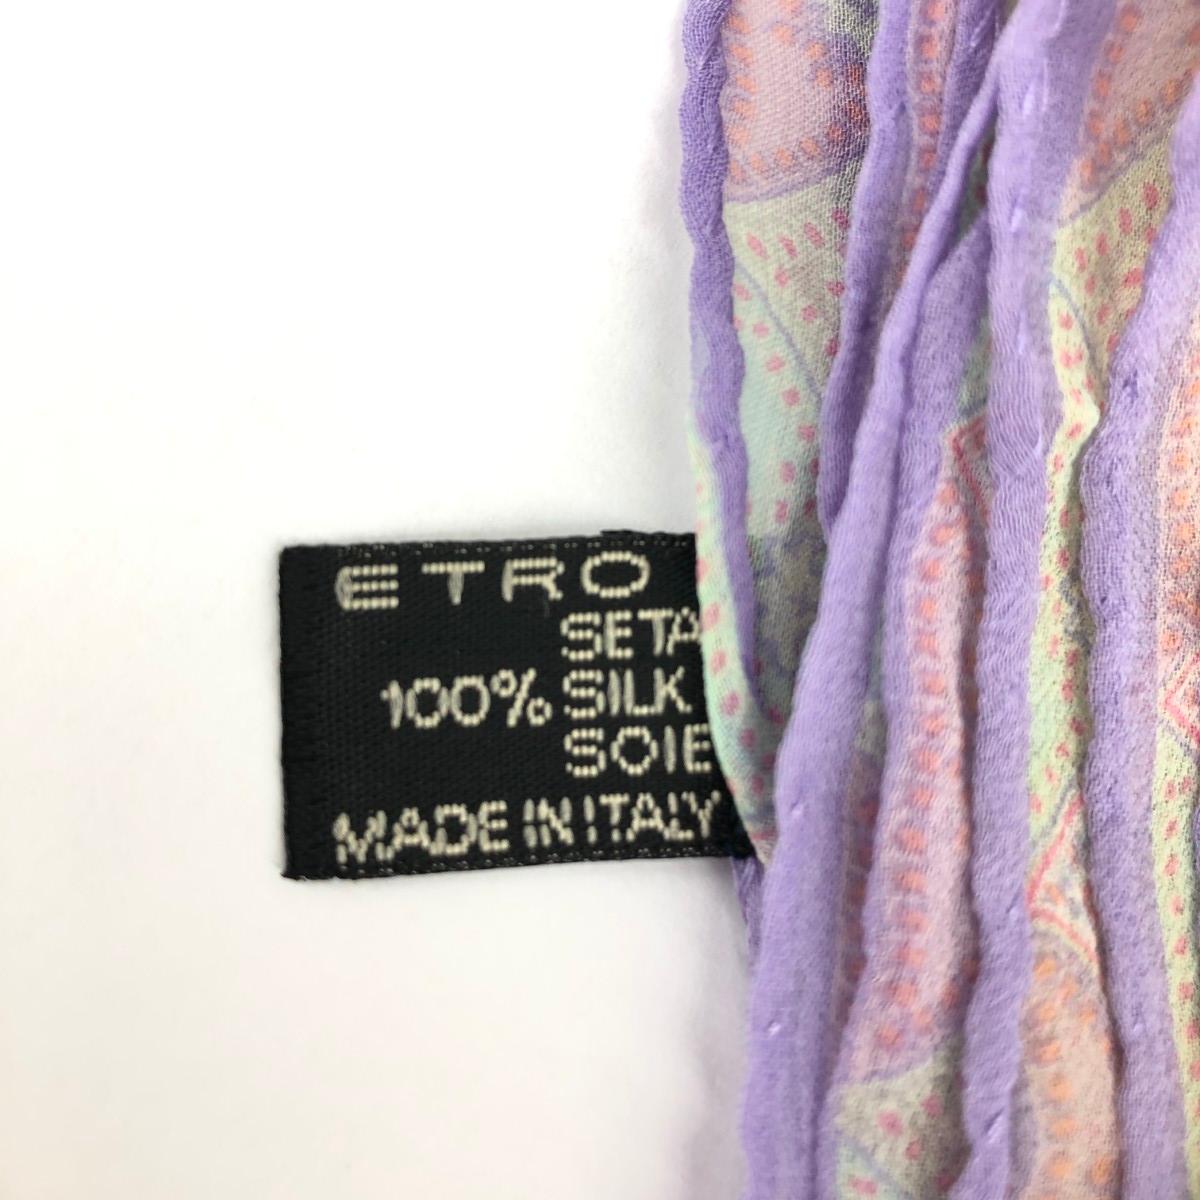 ETRO
SETA
100% SILK
SOIE
MADE IN ITALY